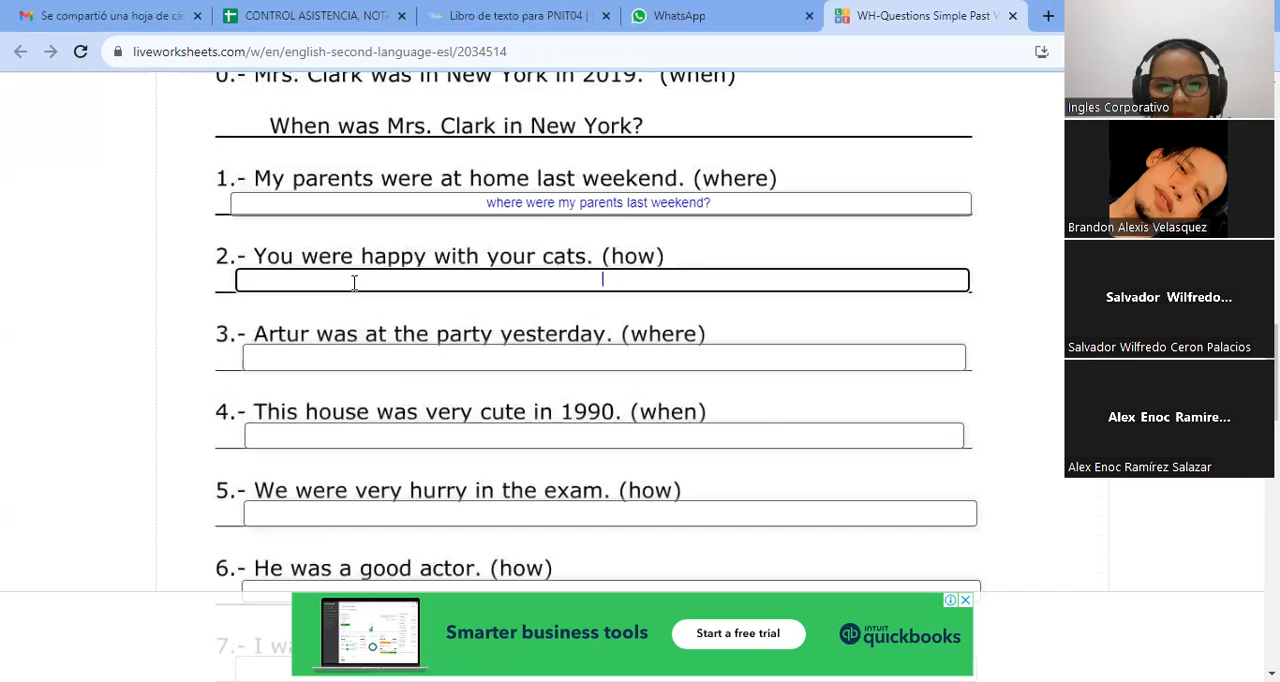 Se compartió una hoja de ca
CONTROL ASISTENCIA, NOTA
Libro de texto para PNIT04 |
WhatsApp
WH-Questions Simple Past V
liveworksheets.com/w/en/english-second-language-esl/2034514
0.- Mrs. Clark was in New York in 2019. (when)
When was Mrs. Clark in New York?
1.- My parents were at home last weekend. (where)
where were my parents last weekend?
2.- You were happy with your cats. (how)
3.- Artur was at the party yesterday. (where)
4.- This house was very cute in 1990. (when)
5.- We were very hurry in the exam. (how)
6.- He was a good actor. (how)
7.- I wa
Smarter business tools
Start a free trial
INTUIT
quickbooks
Ingles Corporativo
Brandon Alexis Velasquez
Salvador Wilfredo...
Salvador Wilfredo Ceron Palacios
Alex Enoc Ramíre...
Alex Enoc Ramírez Salazar